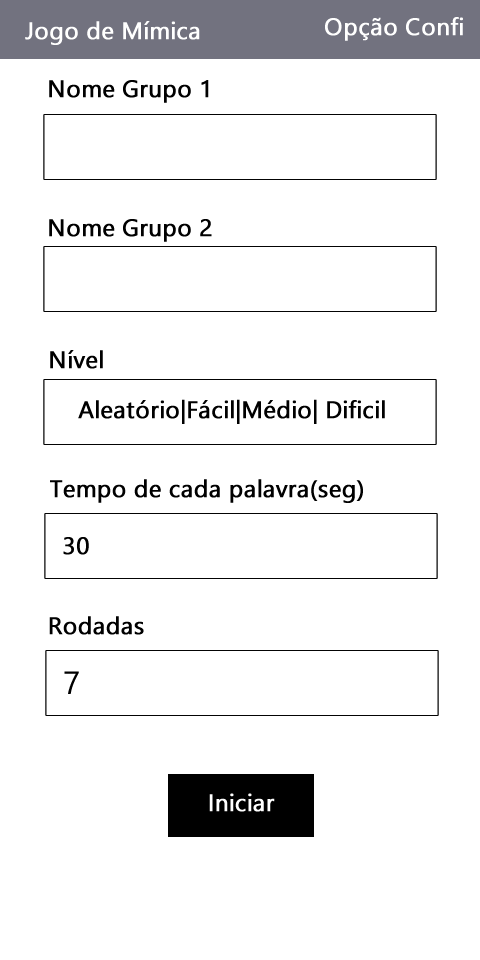 Jogo de Mímica
Opção Confi
Nome Grupo 1
Nome Grupo 2
Nível
Aleatório|Fácil|Médio| Dificil
Tempo de cada palavra(seg)
30
Rodadas
7
Iniciar